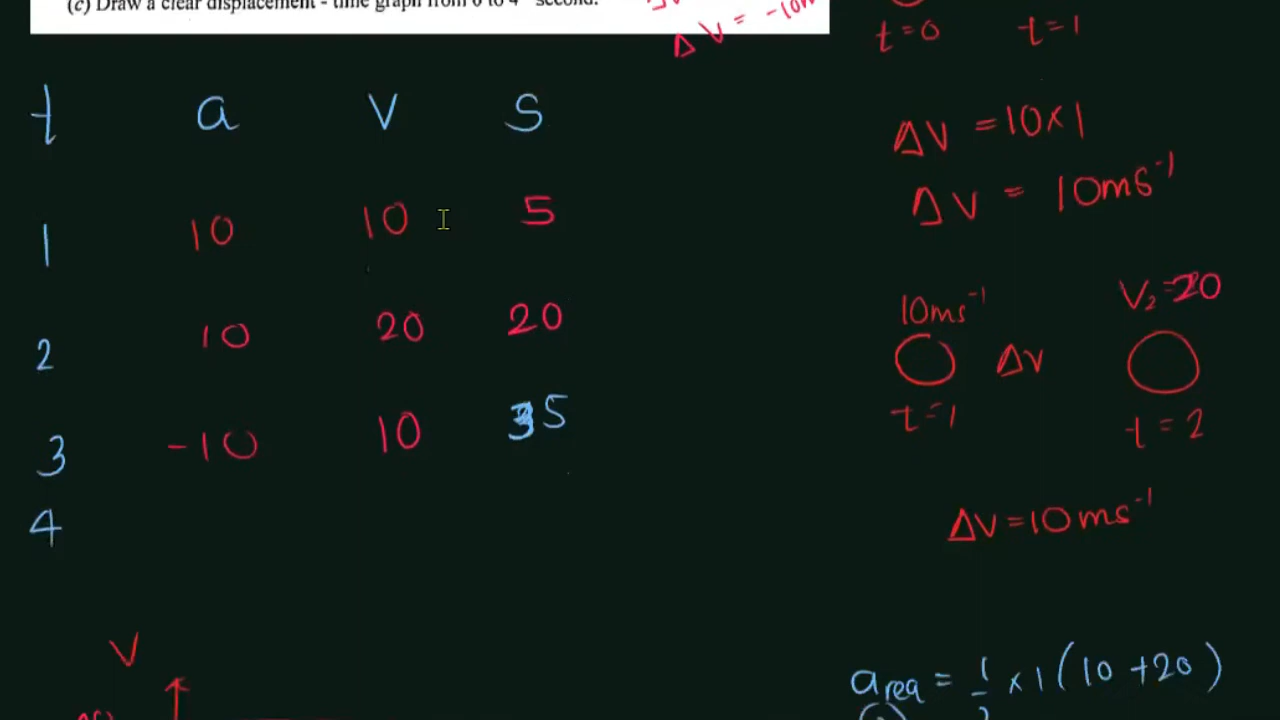 (c) Draw a clear displacement - time graph from 0 to 4 second.
ΔV = -10m
t=0 t=1
t a V S
ΔV = 10×1
ΔV = 10ms⁻¹
1 10 10 5
2 10 20 20
3 -10 10 35
4
10ms⁻¹ V₂=20
ΔV
t=1 t=2
ΔV=10ms⁻¹
V
area = 1/2 ×1(10+20)